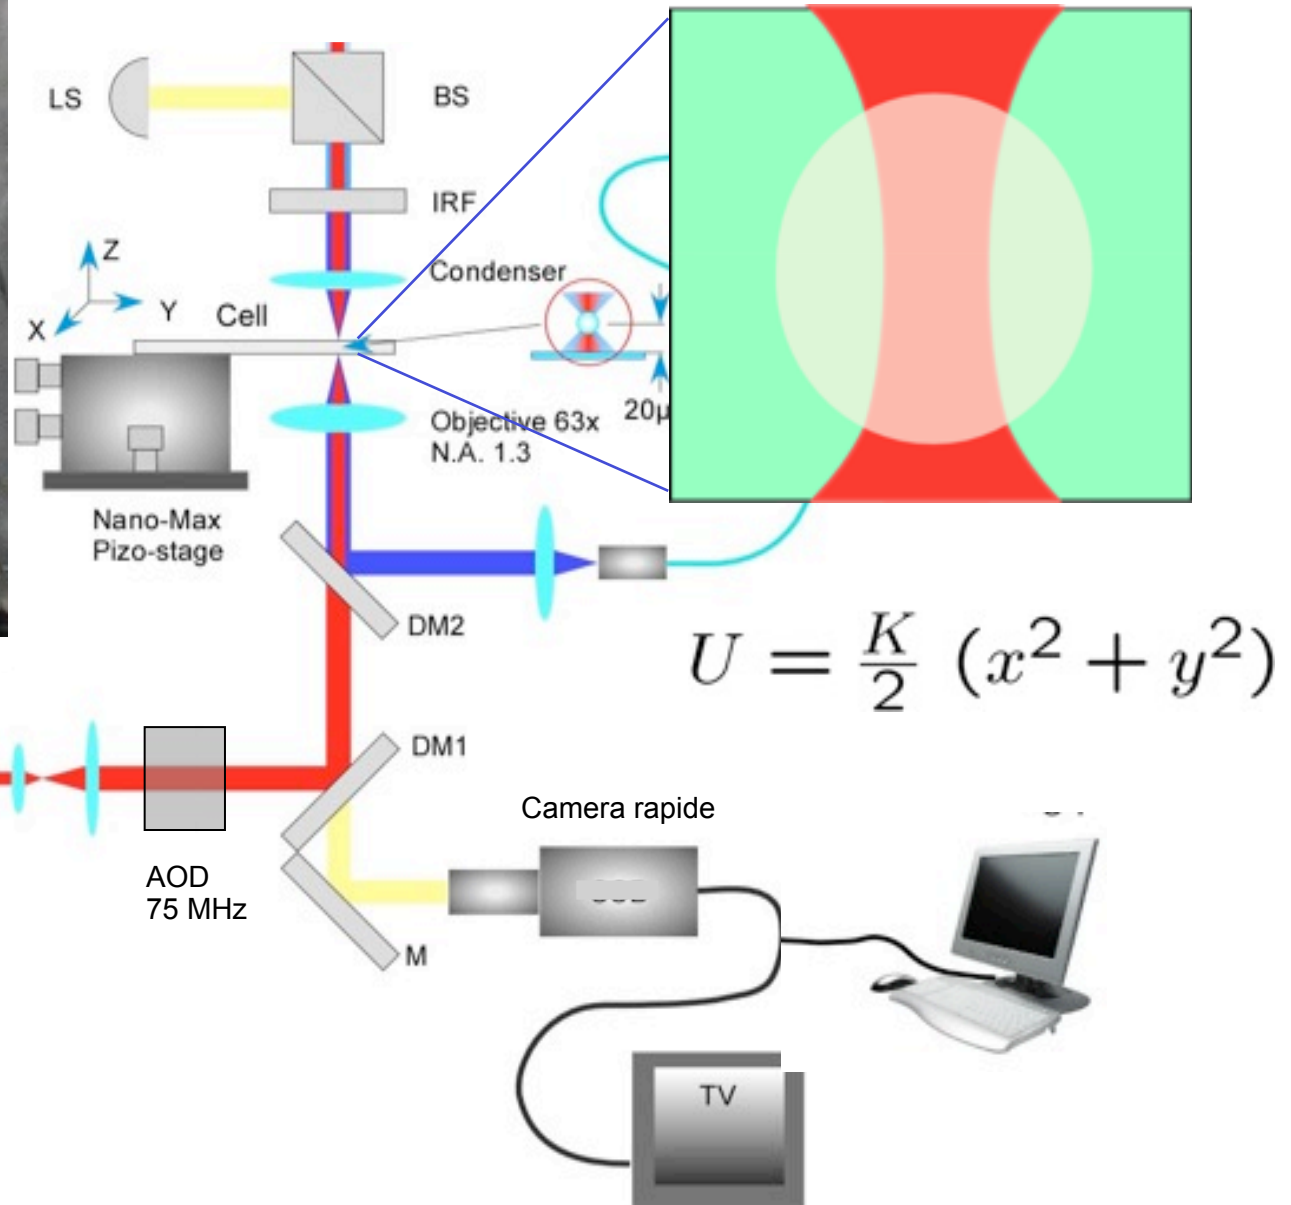 LS
BS
IRF
Condenser
Z
Y
X
Cell
20µ
Objective 63x
N.A. 1.3
Nano-Max
Pizo-stage
DM2
U = K/2 (x² + y²)
DM1
Camera rapide
AOD
75 MHz
M
TV